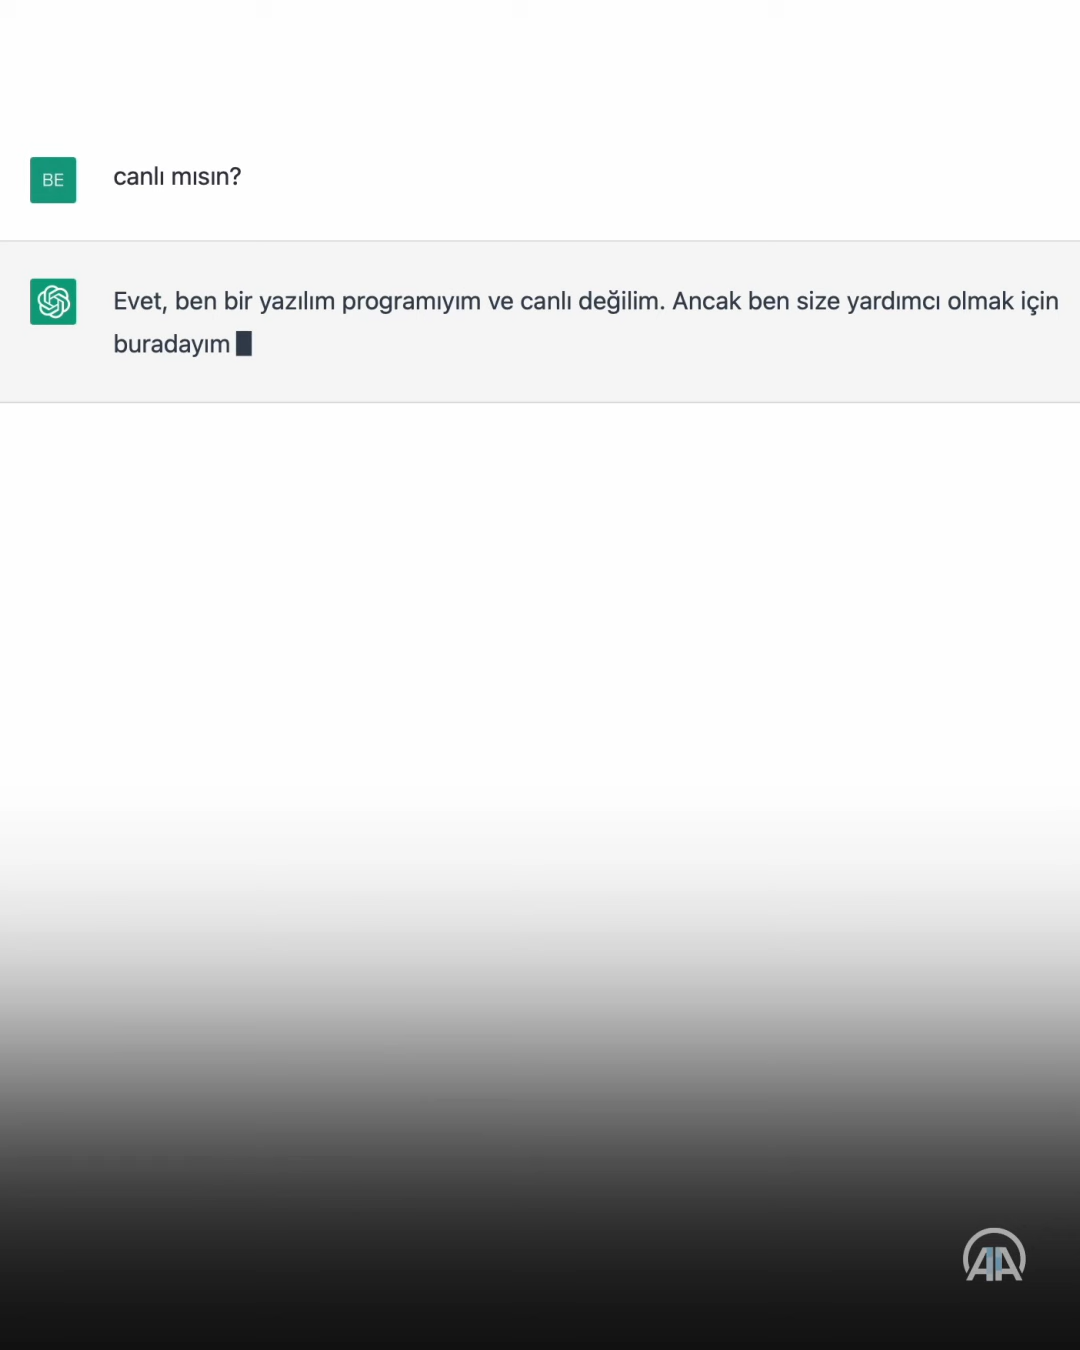 BE
canlı mısın?
Evet, ben bir yazılım programıyım ve canlı değilim. Ancak ben size yardımcı olmak için
buradayım
AA